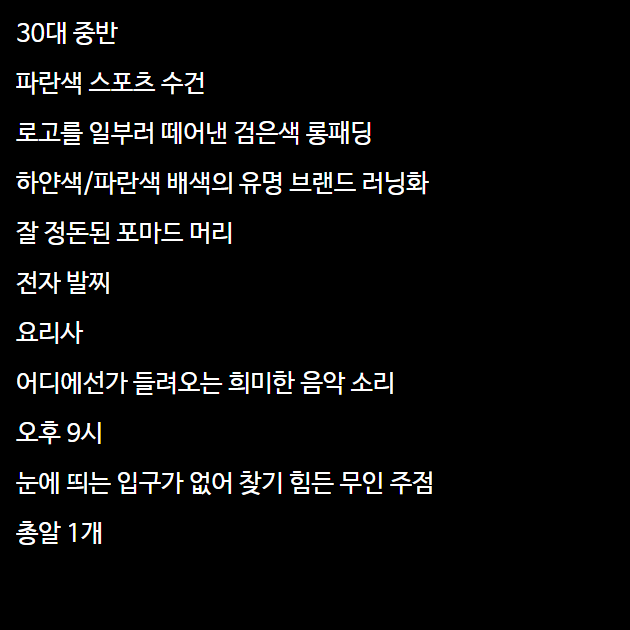 30대 중반
파란색 스포츠 수건
로고를 일부러 떼어낸 검은색 롱패딩
하얀색/파란색 배색의 유명 브랜드 러닝화
잘 정돈된 포마드 머리
전자 발찌
요리사
어디에선가 들려오는 희미한 음악 소리
오후 9시
눈에 띄는 입구가 없어 찾기 힘든 무인 주점
총알 1개